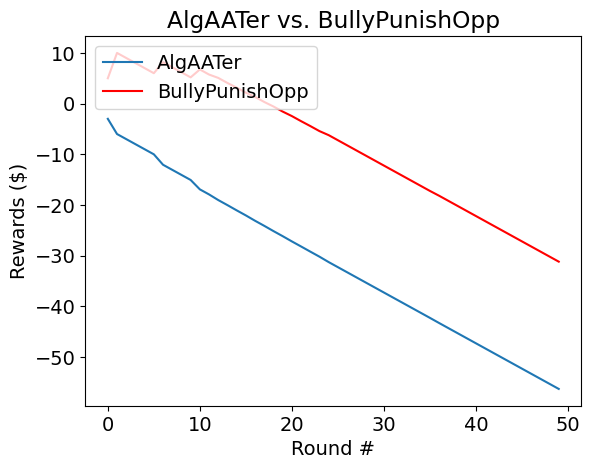 AlgAATer vs. BullyPunishOpp
AlgAATer
BullyPunishOpp
Rewards ($)
10
0
−10
−20
−30
−40
−50
0 10 20 30 40 50
Round #